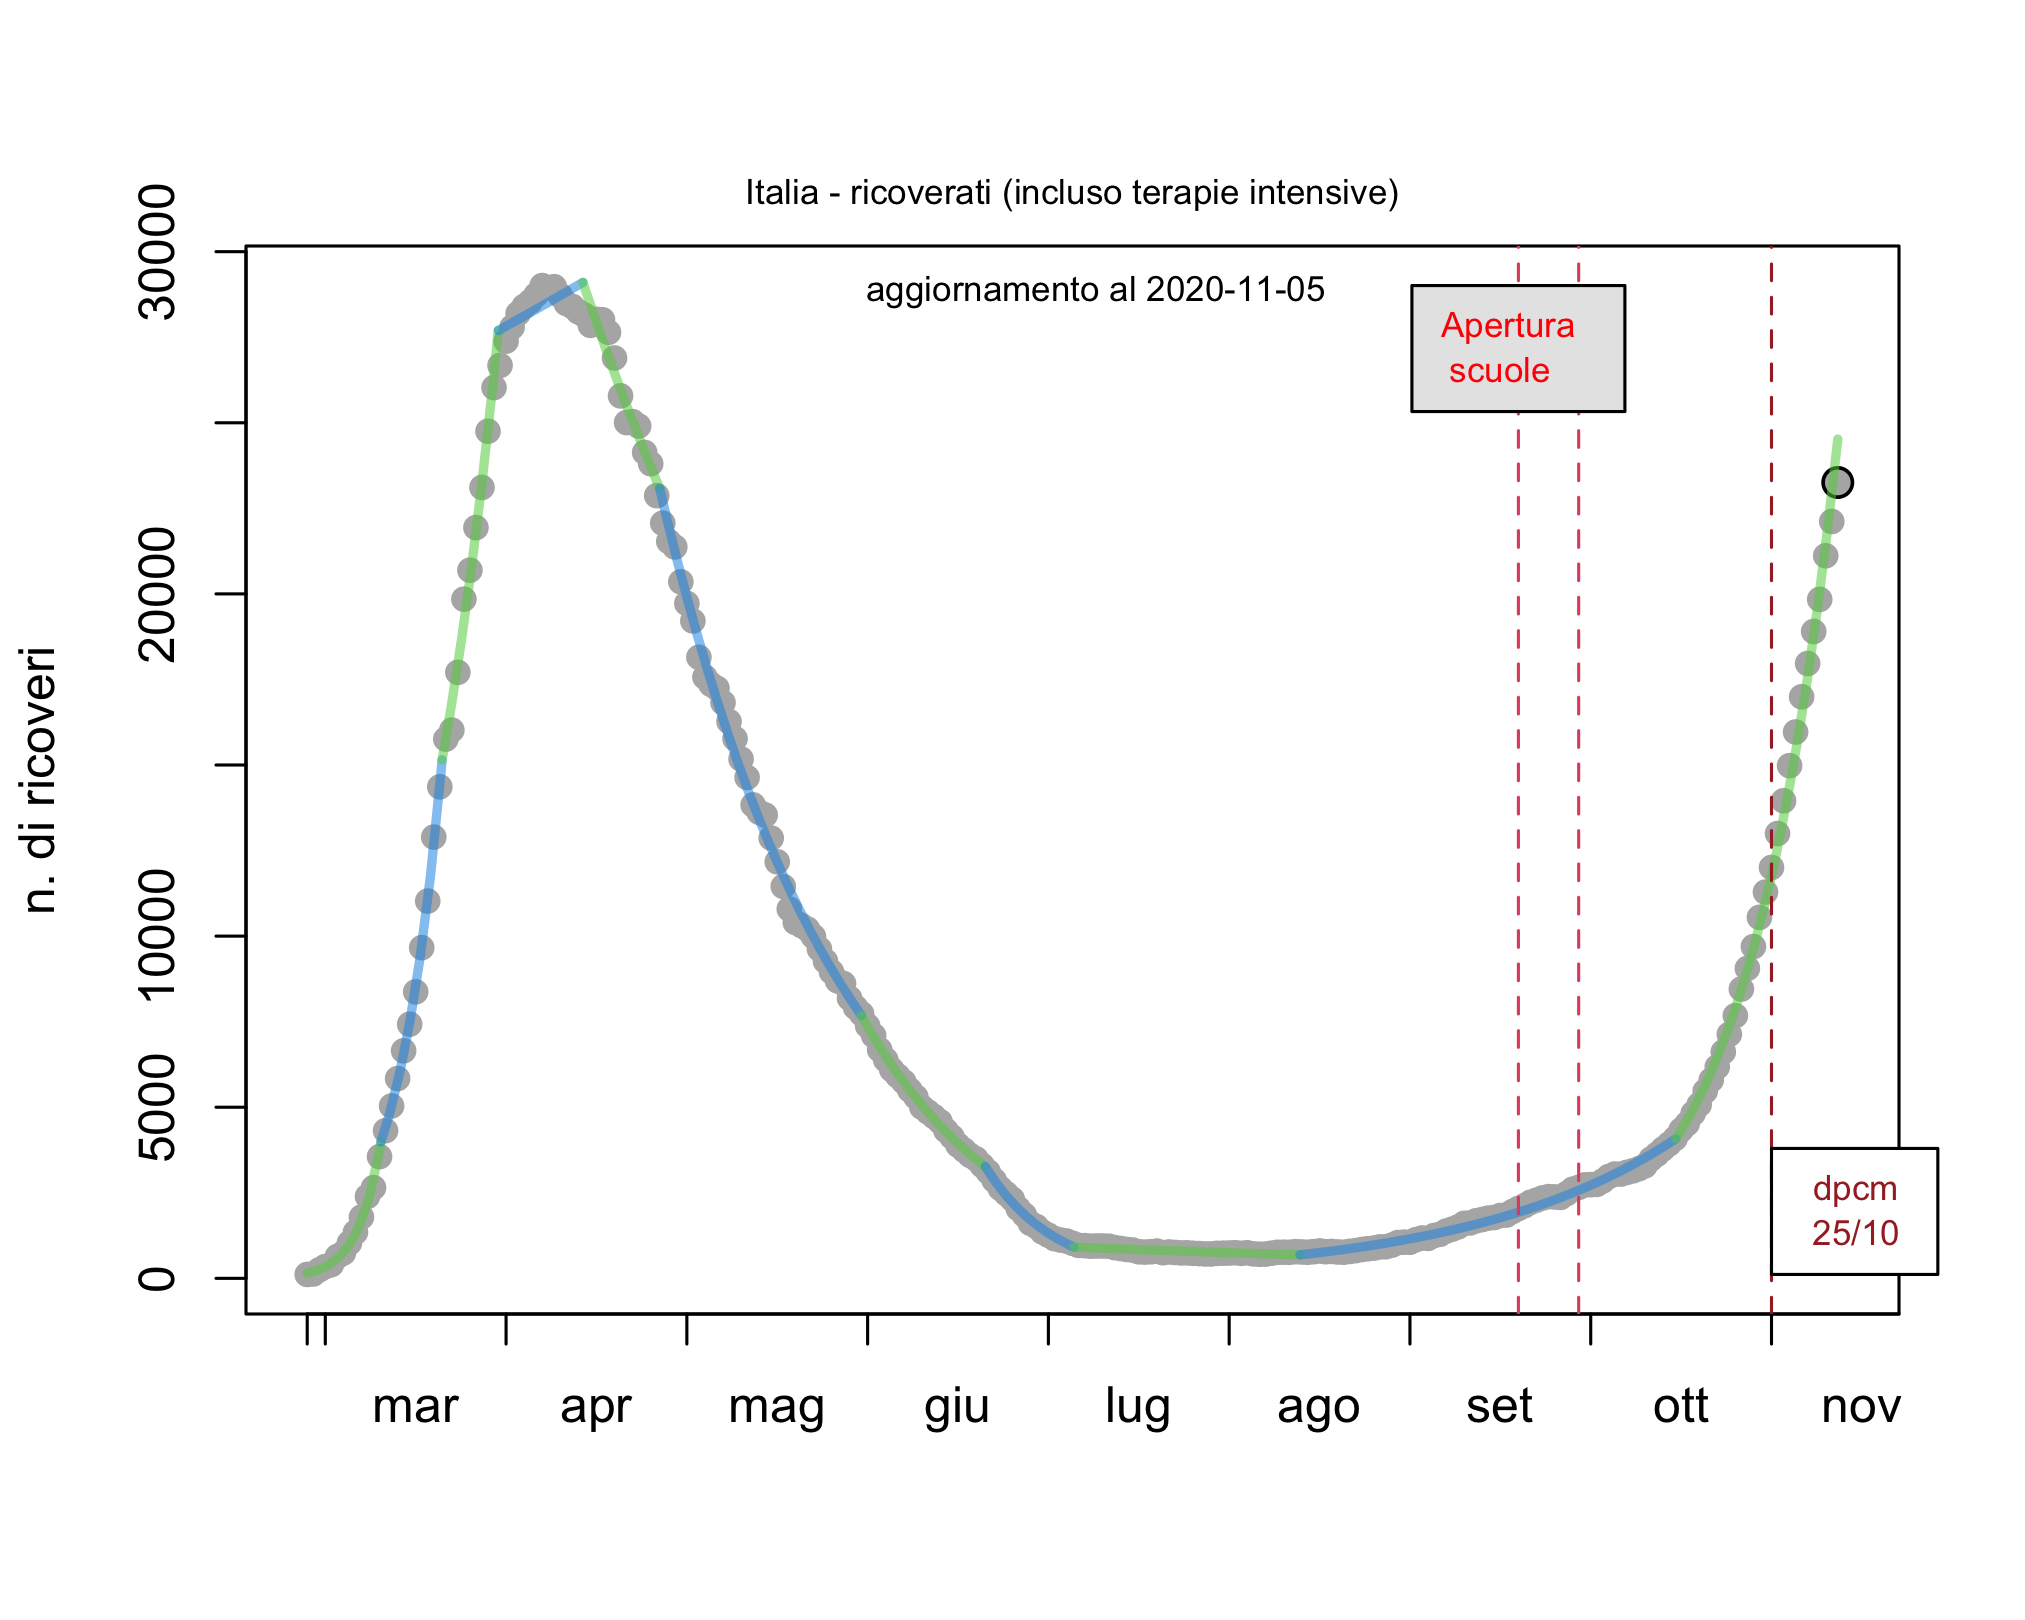 Italia - ricoverati (incluso terapie intensive)
aggiornamento al 2020-11-05
Apertura
scuole
dpcm
25/10
n. di ricoveri
30000
20000
10000
5000
0
mar apr mag giu lug ago set ott nov